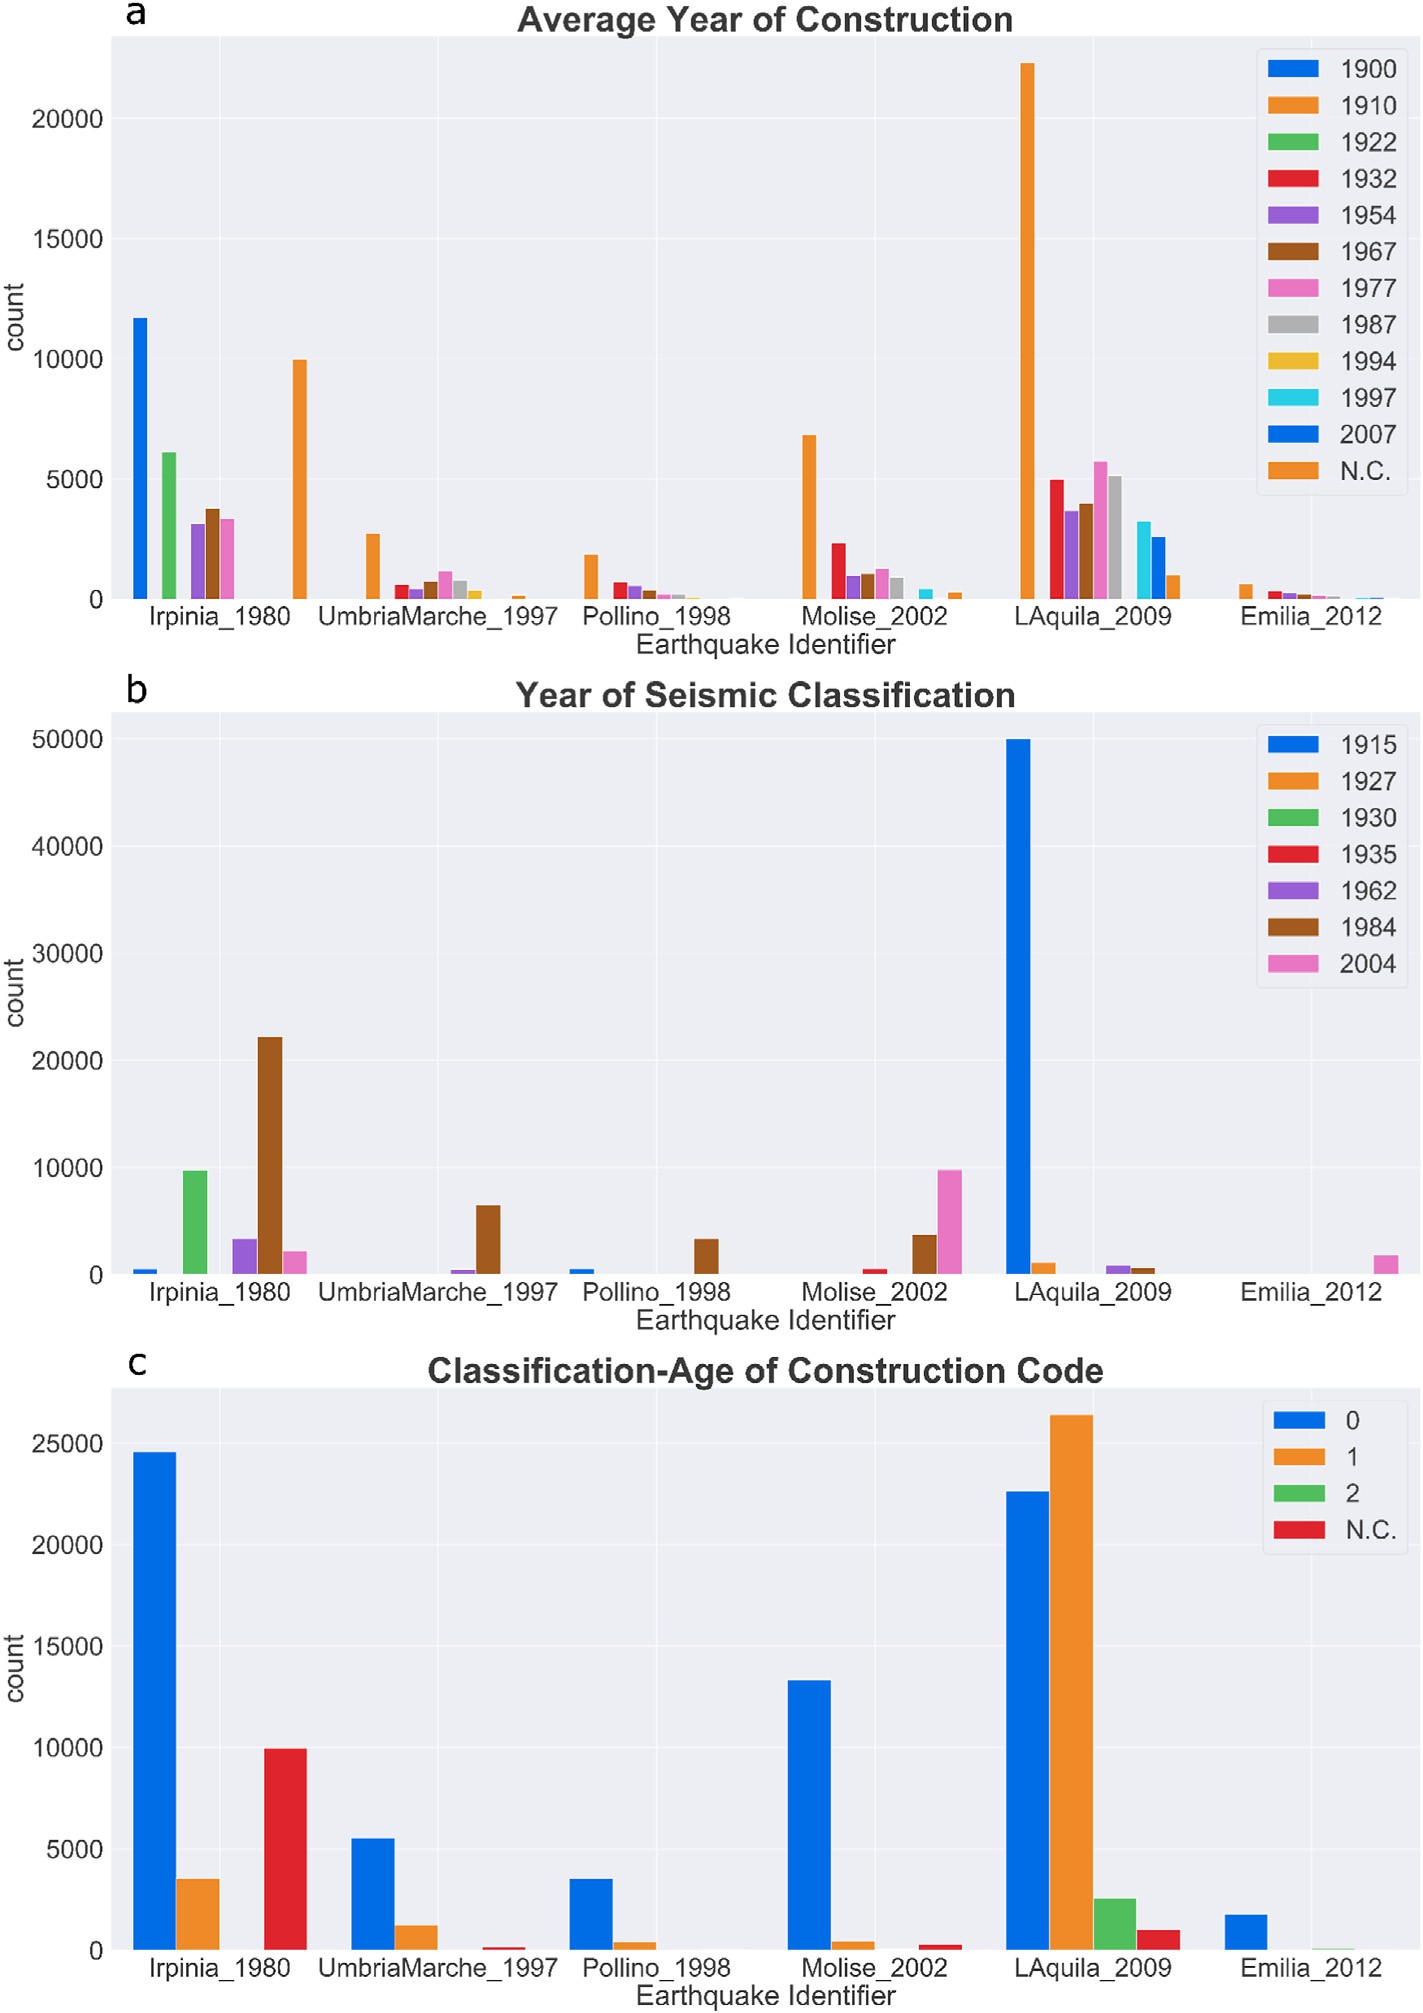 a
Average Year of Construction
20000
15000
10000
5000
0
count
1900
1910
1922
1932
1954
1967
1977
1987
1994
1997
2007
N.C.
Irpinia_1980 UmbriaMarche_1997 Pollino_1998 Molise_2002 LAquila_2009 Emilia_2012
Earthquake Identifier
b
Year of Seismic Classification
50000
40000
30000
20000
10000
0
count
1915
1927
1930
1935
1962
1984
2004
Irpinia_1980 UmbriaMarche_1997 Pollino_1998 Molise_2002 LAquila_2009 Emilia_2012
Earthquake Identifier
c
Classification-Age of Construction Code
25000
20000
15000
10000
5000
0
count
0
1
2
N.C.
Irpinia_1980 UmbriaMarche_1997 Pollino_1998 Molise_2002 LAquila_2009 Emilia_2012
Earthquake Identifier